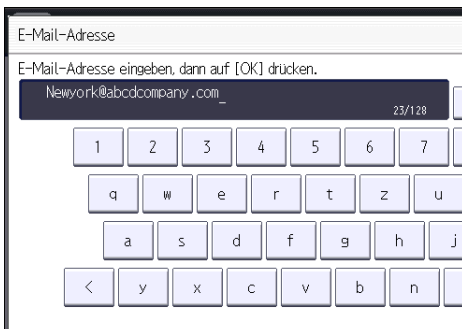 E-Mail-Adresse
E-Mail-Adresse eingeben, dann auf [OK] drücken.
Newyork@abcdcompany.com_
23/128
1 2 3 4 5 6 7
q w e r t z u
a s d f g h j
< y x c v b n